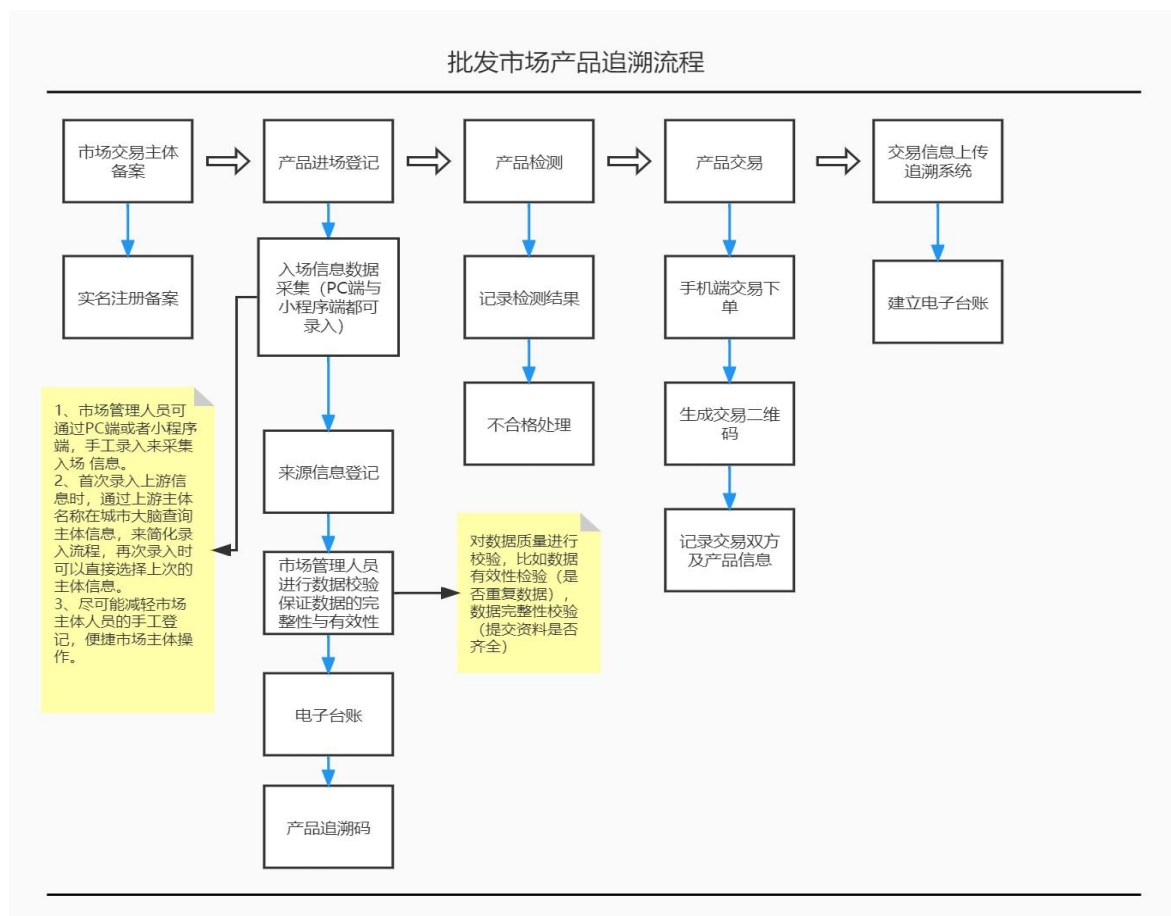 批发市场产品追溯流程
市场交易主体
备案
产品进场登记
产品检测
产品交易
交易信息上传
追溯系统
实名注册备案
入场信息数据
采集（PC端与
小程序端都可
录入）
记录检测结果
手机端交易下
单
建立电子台账
1、市场管理人员可
通过PC端或者小程序
端，手工录入来采集
入场 信息。
2、首次录入上游信
息时，通过上游主体
名称在城市大脑查询
主体信息，来简化录
入流程，再次录入时
可以直接选择上次的
主体信息。
3、尽可能减轻市场
主体人员的手工登
记，便捷市场主体操
作。
来源信息登记
不合格处理
生成交易二维
码
市场管理人员
进行数据校验
保证数据的完
整性与有效性
对数据质量进行
校验，比如数据
有效性检验（是
否重复数据），
数据完整性校验
（提交资料是否
齐全）
记录交易双方
及产品信息
电子台账
产品追溯码